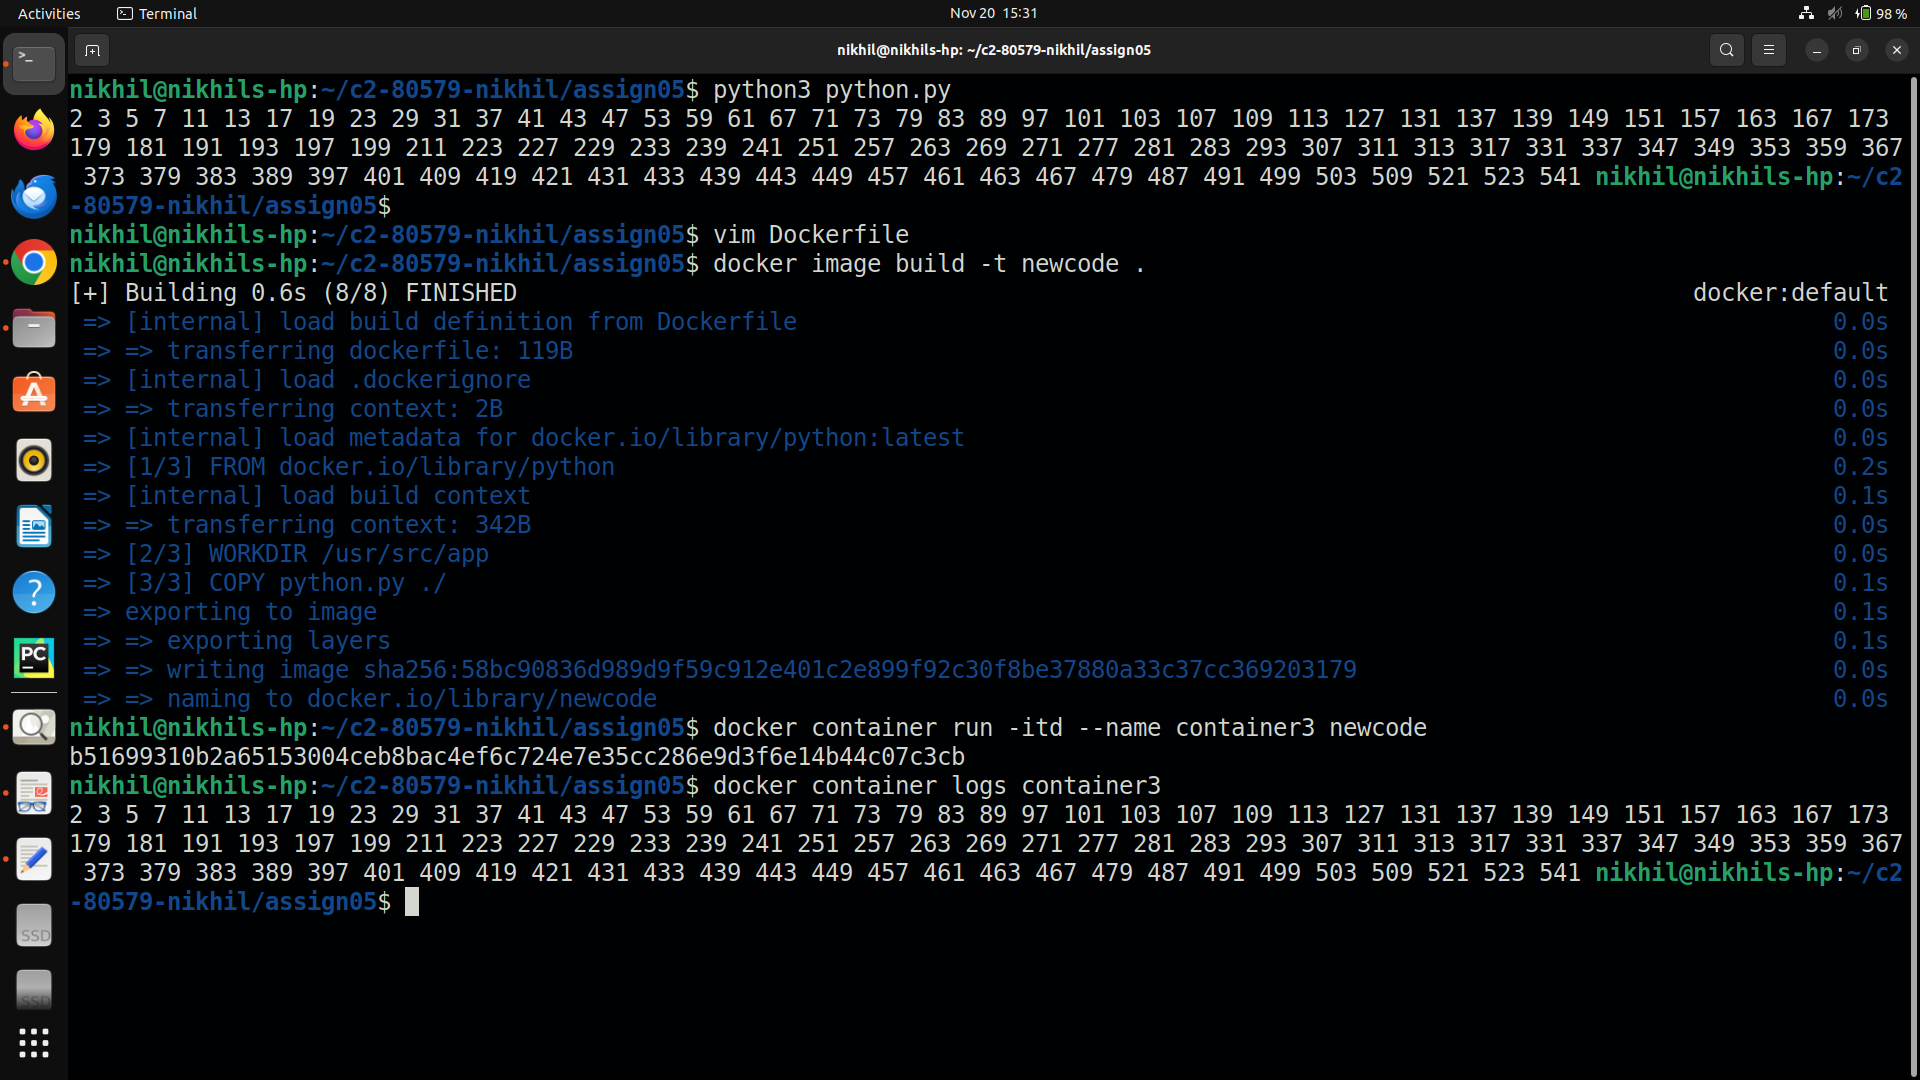 Activities Terminal Nov 20 15:31 98 %
nikhil@nikhils-hp: ~/c2-80579-nikhil/assign05
nikhil@nikhils-hp:~/c2-80579-nikhil/assign05$ python3 python.py
2 3 5 7 11 13 17 19 23 29 31 37 41 43 47 53 59 61 67 71 73 79 83 89 97 101 103 107 109 113 127 131 137 139 149 151 157 163 167 173
179 181 191 193 197 199 211 223 227 229 233 239 241 251 257 263 269 271 277 281 283 293 307 311 313 317 331 337 347 349 353 359 367
373 379 383 389 397 401 409 419 421 431 433 439 443 449 457 461 463 467 479 487 491 499 503 509 521 523 541 nikhil@nikhils-hp:~/c2
-80579-nikhil/assign05$
nikhil@nikhils-hp:~/c2-80579-nikhil/assign05$ vim Dockerfile
nikhil@nikhils-hp:~/c2-80579-nikhil/assign05$ docker image build -t newcode .
[+] Building 0.6s (8/8) FINISHED docker:default
=> [internal] load build definition from Dockerfile 0.0s
=> => transferring dockerfile: 119B 0.0s
=> [internal] load .dockerignore 0.0s
=> => transferring context: 2B 0.0s
=> [internal] load metadata for docker.io/library/python:latest 0.0s
=> [1/3] FROM docker.io/library/python 0.2s
=> [internal] load build context 0.1s
=> => transferring context: 342B 0.0s
=> [2/3] WORKDIR /usr/src/app 0.0s
=> [3/3] COPY python.py ./ 0.1s
=> exporting to image 0.1s
=> => exporting layers 0.1s
=> => writing image sha256:58bc90836d989d9f59c912e401c2e899f92c30f8be37880a33c37cc369203179 0.0s
=> => naming to docker.io/library/newcode 0.0s
nikhil@nikhils-hp:~/c2-80579-nikhil/assign05$ docker container run -itd --name container3 newcode
b51699310b2a65153004ceb8bac4ef6c724e7e35cc286e9d3f6e14b44c07c3cb
nikhil@nikhils-hp:~/c2-80579-nikhil/assign05$ docker container logs container3
2 3 5 7 11 13 17 19 23 29 31 37 41 43 47 53 59 61 67 71 73 79 83 89 97 101 103 107 109 113 127 131 137 139 149 151 157 163 167 173
179 181 191 193 197 199 211 223 227 229 233 239 241 251 257 263 269 271 277 281 283 293 307 311 313 317 331 337 347 349 353 359 367
373 379 383 389 397 401 409 419 421 431 433 439 443 449 457 461 463 467 479 487 491 499 503 509 521 523 541 nikhil@nikhils-hp:~/c2
-80579-nikhil/assign05$
PC
SSD
SSD